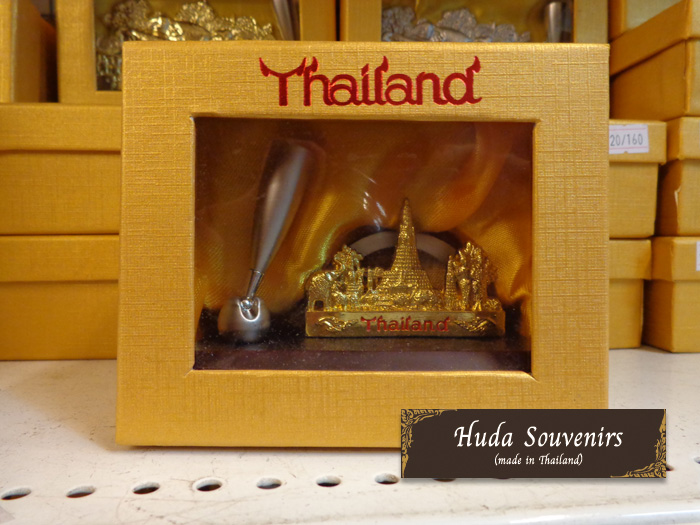 Thailand
20/160
Thailand
Huda Souvenirs
(made in Thailand)